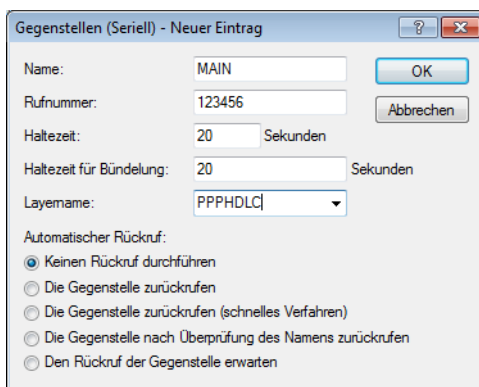 Gegenstellen (Seriell) - Neuer Eintrag
Name: MAIN OK
Rufnummer: 123456 Abbrechen
Haltezeit: 20 Sekunden
Haltezeit für Bündelung: 20 Sekunden
Layername: PPPHDLC
Automatischer Rückruf:
Keinen Rückruf durchführen
Die Gegenstelle zurückrufen
Die Gegenstelle zurückrufen (schnelles Verfahren)
Die Gegenstelle nach Überprüfung des Namens zurückrufen
Den Rückruf der Gegenstelle erwarten